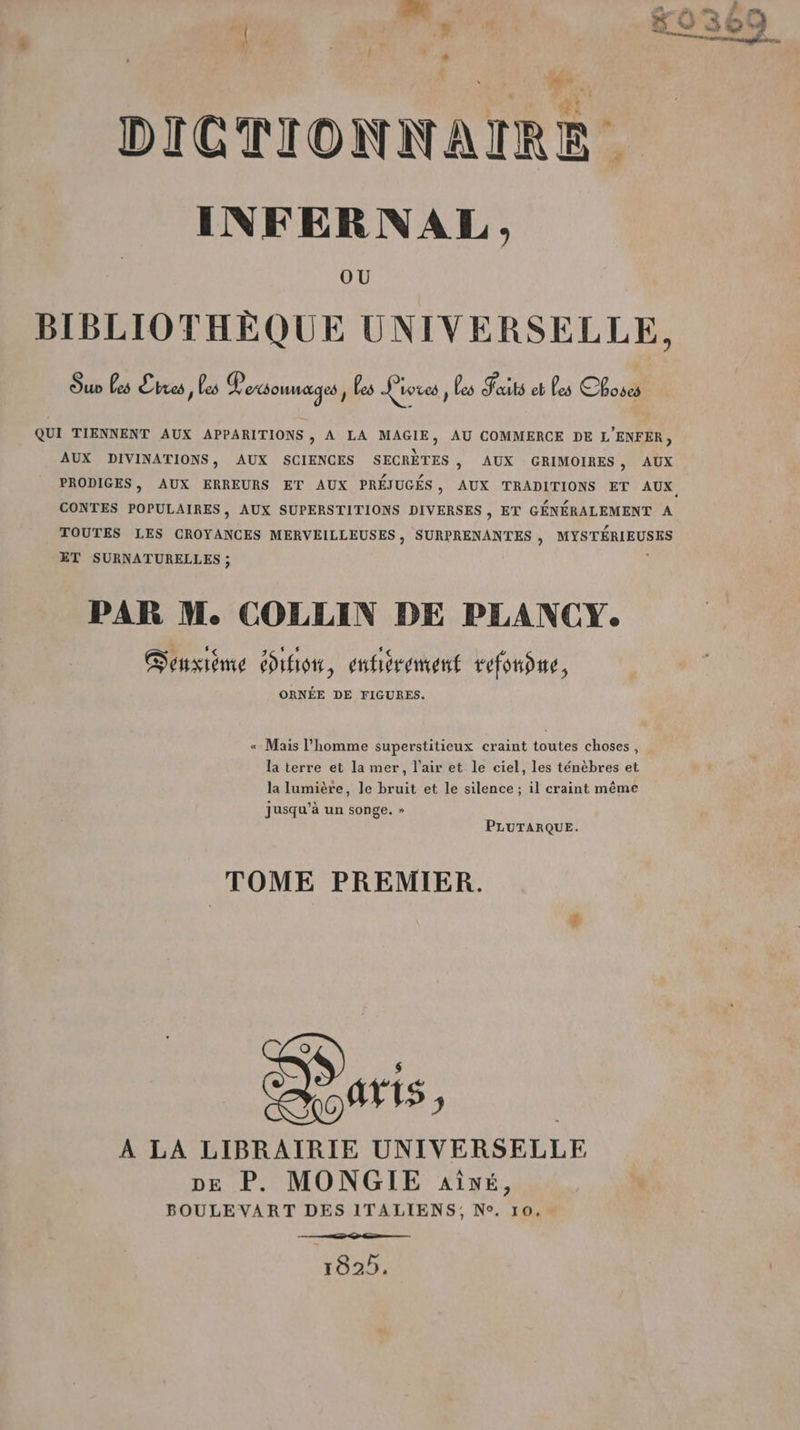 80369
DICTIONNAIRE
INFERNAL,
OU
BIBLIOTHÈQUE UNIVERSELLE,
Sur les Êtres, les Personnages, les Livres, les Faits et les Choses
QUI TIENNENT AUX APPARITIONS, A LA MAGIE, AU COMMERCE DE L'ENFER,
AUX DIVINATIONS, AUX SCIENCES SECRÈTES, AUX GRIMOIRES, AUX
PRODIGES, AUX ERREURS ET AUX PRÉJUGÉS, AUX TRADITIONS ET AUX
CONTES POPULAIRES, AUX SUPERSTITIONS DIVERSES, ET GÉNÉRALEMENT A
TOUTES LES CROYANCES MERVEILLEUSES, SURPRENANTES, MYSTÉRIEUSES
ET SURNATURELLES;
PAR M. COLLIN DE PLANCY.
Deuxième édition, entièrement refondue,
ORNÉE DE FIGURES.
« Mais l'homme superstitieux craint toutes choses,
la terre et la mer, l'air et le ciel, les ténèbres et
la lumière, le bruit et le silence; il craint même
jusqu'à un songe. »
PLUTARQUE.
TOME PREMIER.
Paris,
A LA LIBRAIRIE UNIVERSELLE
DE P. MONGIE AÎNÉ,
BOULEVART DES ITALIENS, No. 10.
1825.